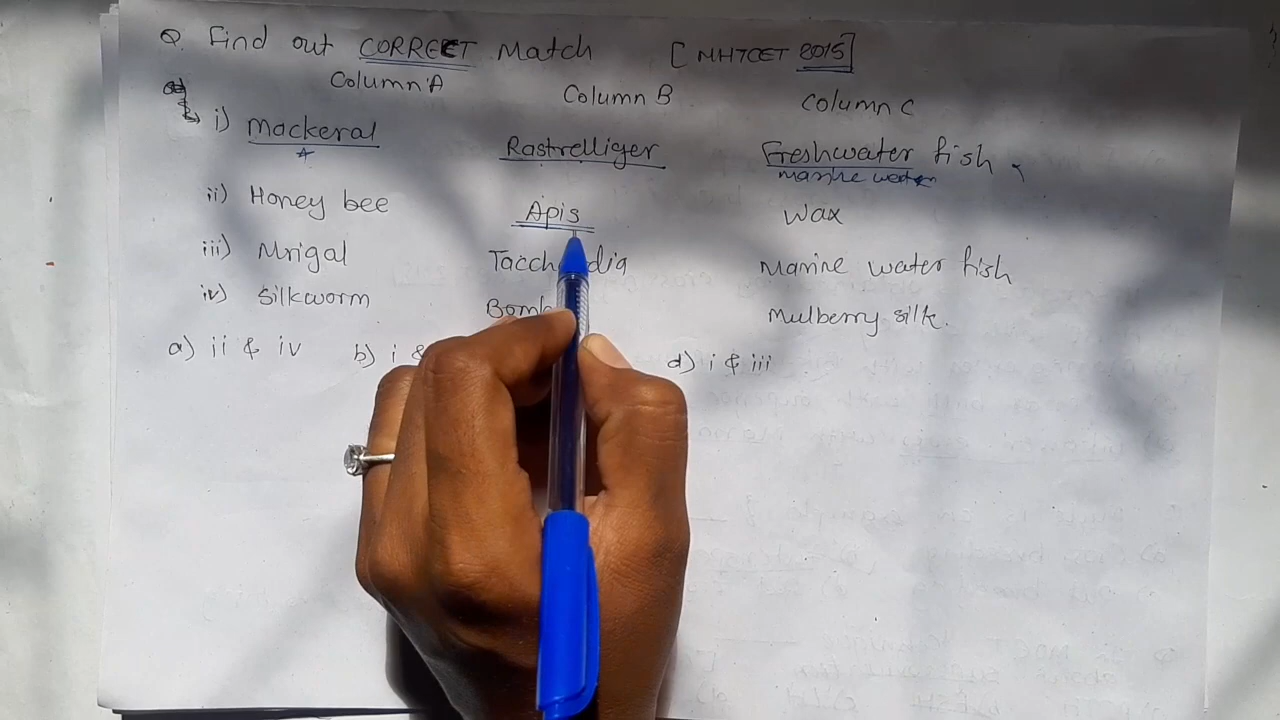 Q. Find out CORRECT Match [MHTCET 2015]
Column A Column B Column C
i) Mackeral Rastrelliger Freshwater fish
marine water
ii) Honey bee Apis Wax
iii) Mrigal Marine water fish
iv) Silkworm Mulberry silk.
a) ii & iv b) i & d) i & iii